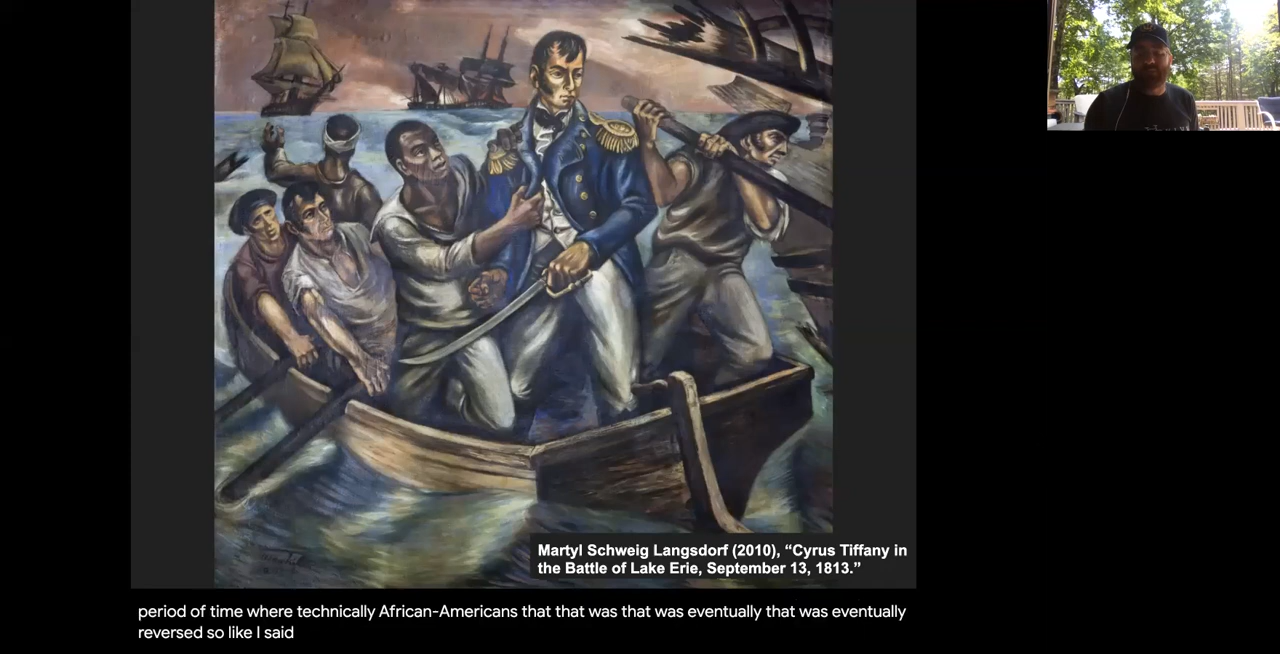 Martyl Schweig Langsdorf (2010), “Cyrus Tiffany in
the Battle of Lake Erie, September 13, 1813.”
period of time where technically African-Americans that that was that was eventually that was eventually
reversed so like I said